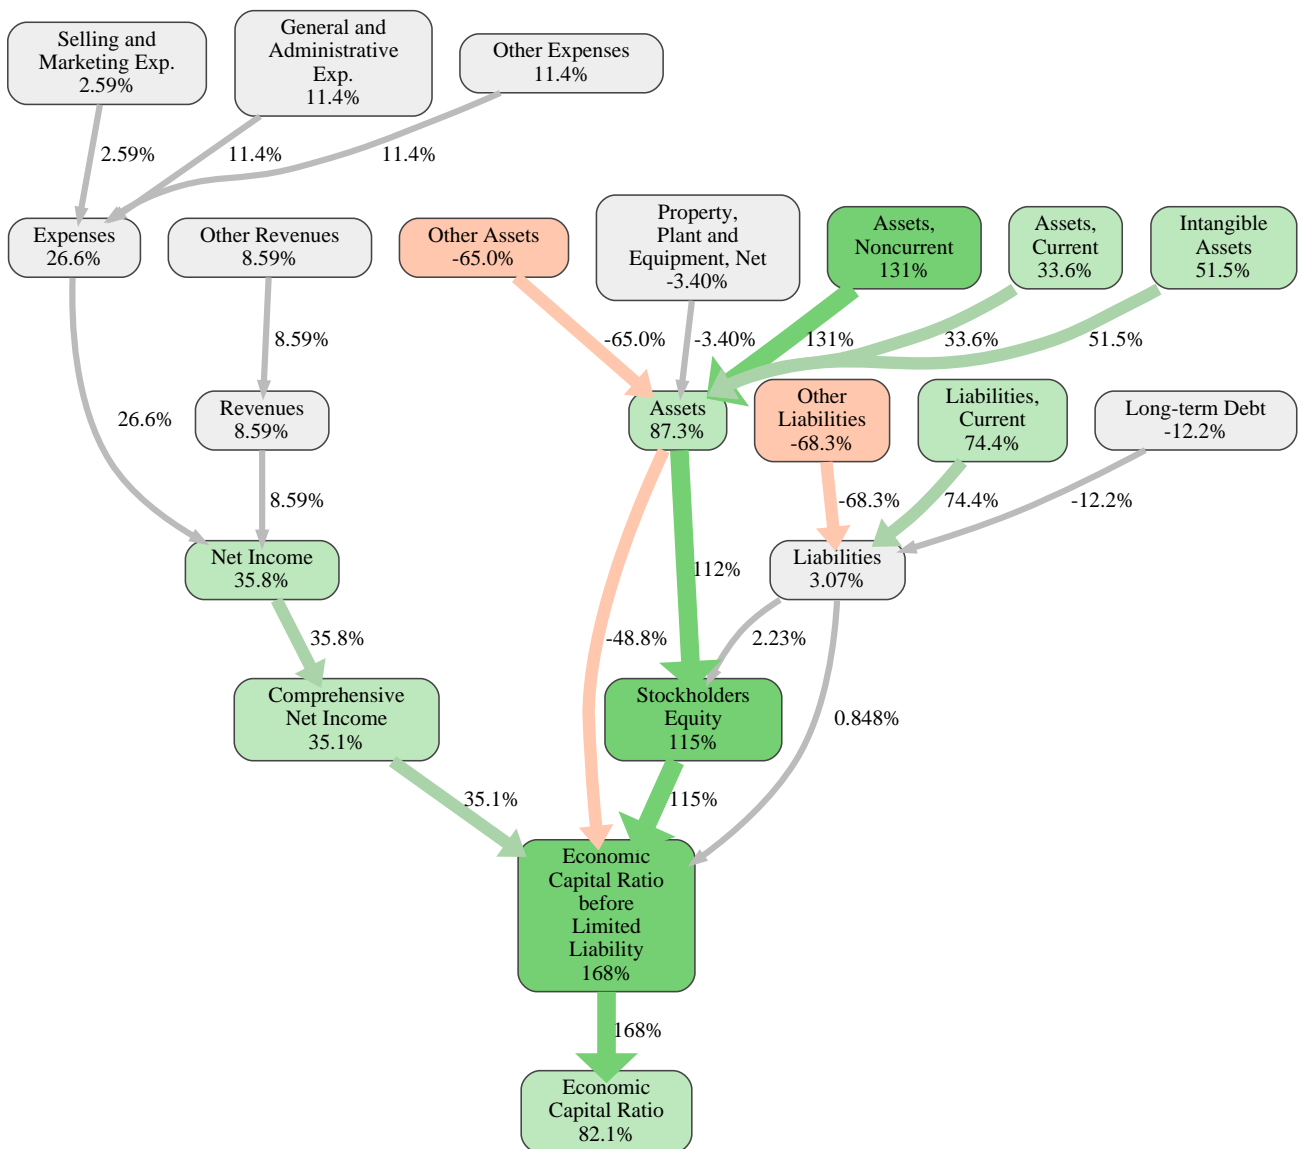 Selling and
Marketing Exp.
2.59%
General and
Administrative
Exp.
11.4%
Other Expenses
11.4%
2.59%
11.4%
11.4%
Expenses
26.6%
Other Revenues
8.59%
Other Assets
-65.0%
Property,
Plant and
Equipment, Net
-3.40%
Assets,
Noncurrent
131%
Assets,
Current
33.6%
Intangible
Assets
51.5%
8.59%
-65.0%
-3.40%
131%
33.6%
51.5%
26.6%
Revenues
8.59%
Assets
87.3%
Other
Liabilities
-68.3%
Liabilities,
Current
74.4%
Long-term Debt
-12.2%
8.59%
-68.3%
74.4%
-12.2%
Net Income
35.8%
112%
Liabilities
3.07%
35.8%
-48.8%
2.23%
Comprehensive
Net Income
35.1%
Stockholders
Equity
115%
0.848%
35.1%
115%
Economic
Capital Ratio
before
Limited
Liability
168%
168%
Economic
Capital Ratio
82.1%